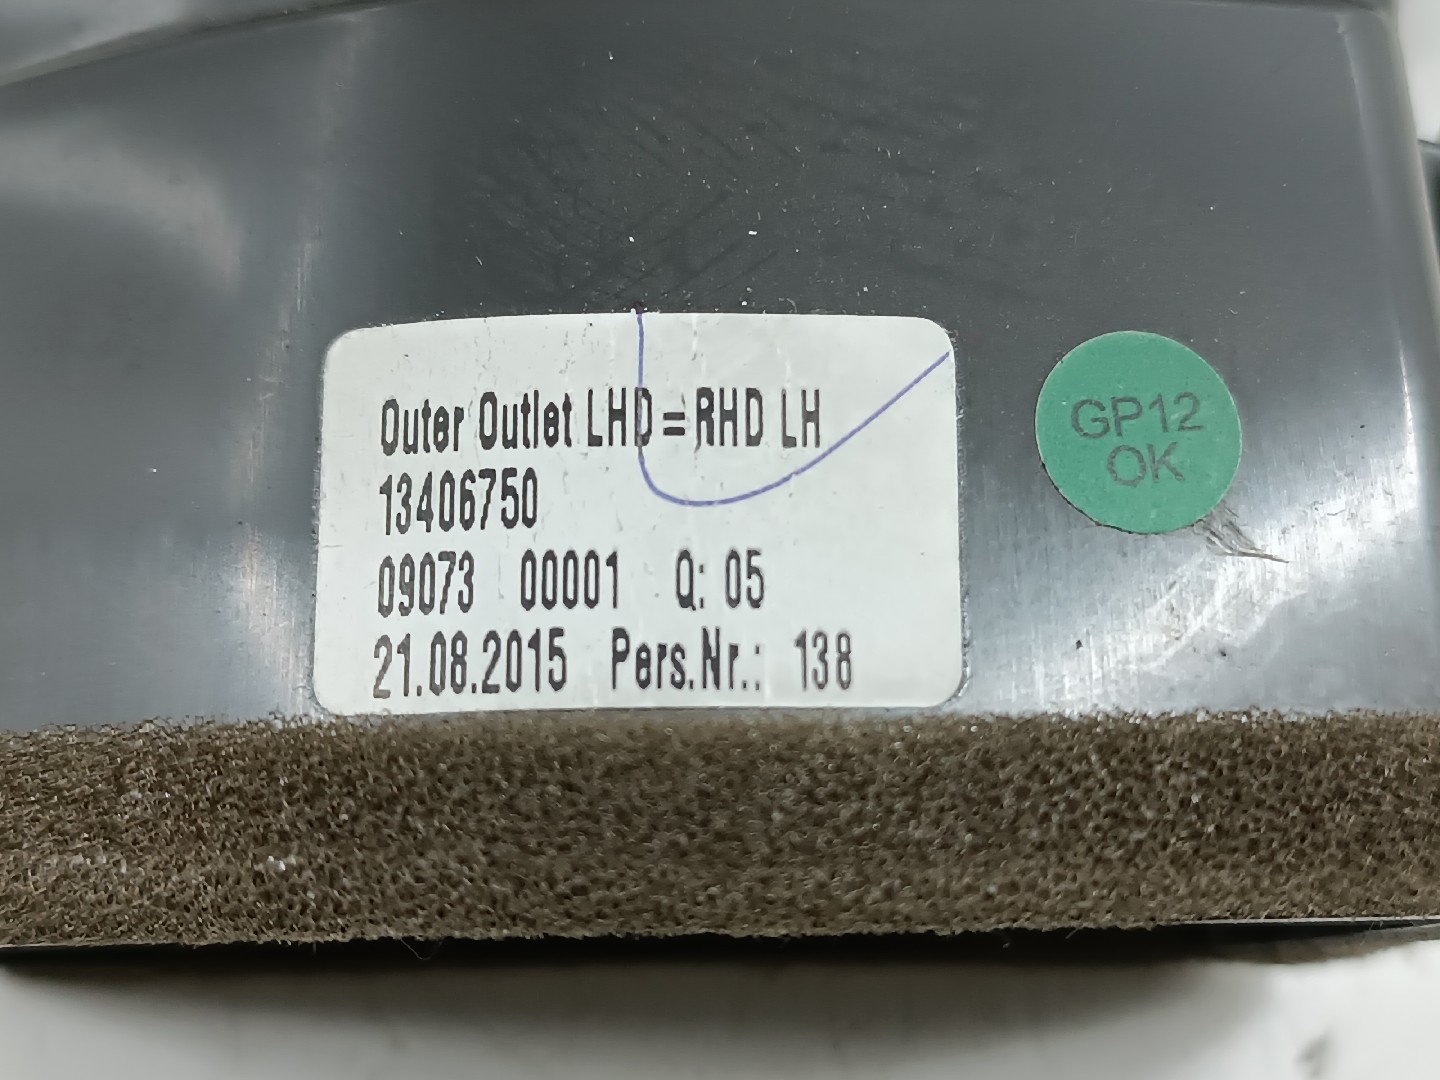 Outer Outlet LHD=RHD LH
13406750
09073 00001 Q: 05
21.08.2015 Pers.Nr.: 138
GP12
OK